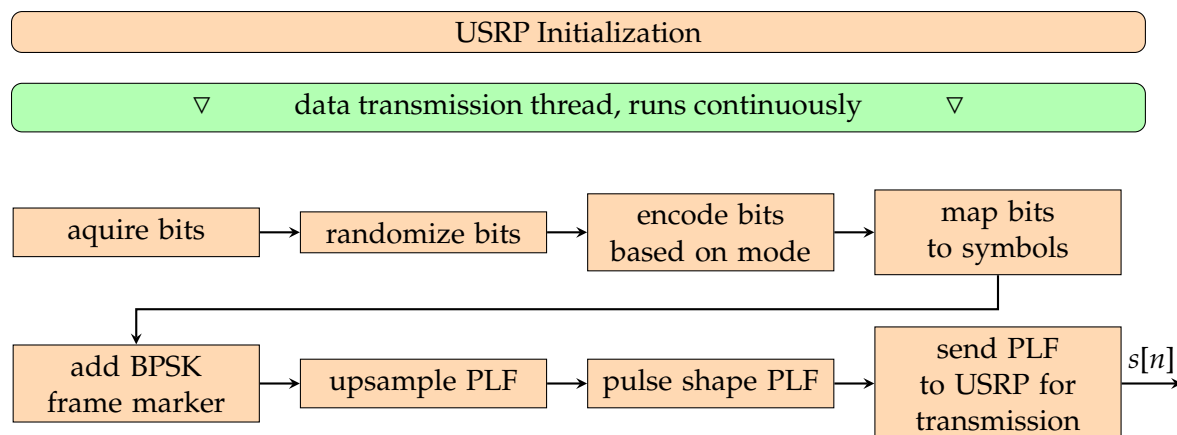 USRP Initialization
▽ data transmission thread, runs continuously ▽
aquire bits
randomize bits
encode bits
based on mode
map bits
to symbols
add BPSK
frame marker
upsample PLF
pulse shape PLF
send PLF
to USRP for
transmission
s[n]